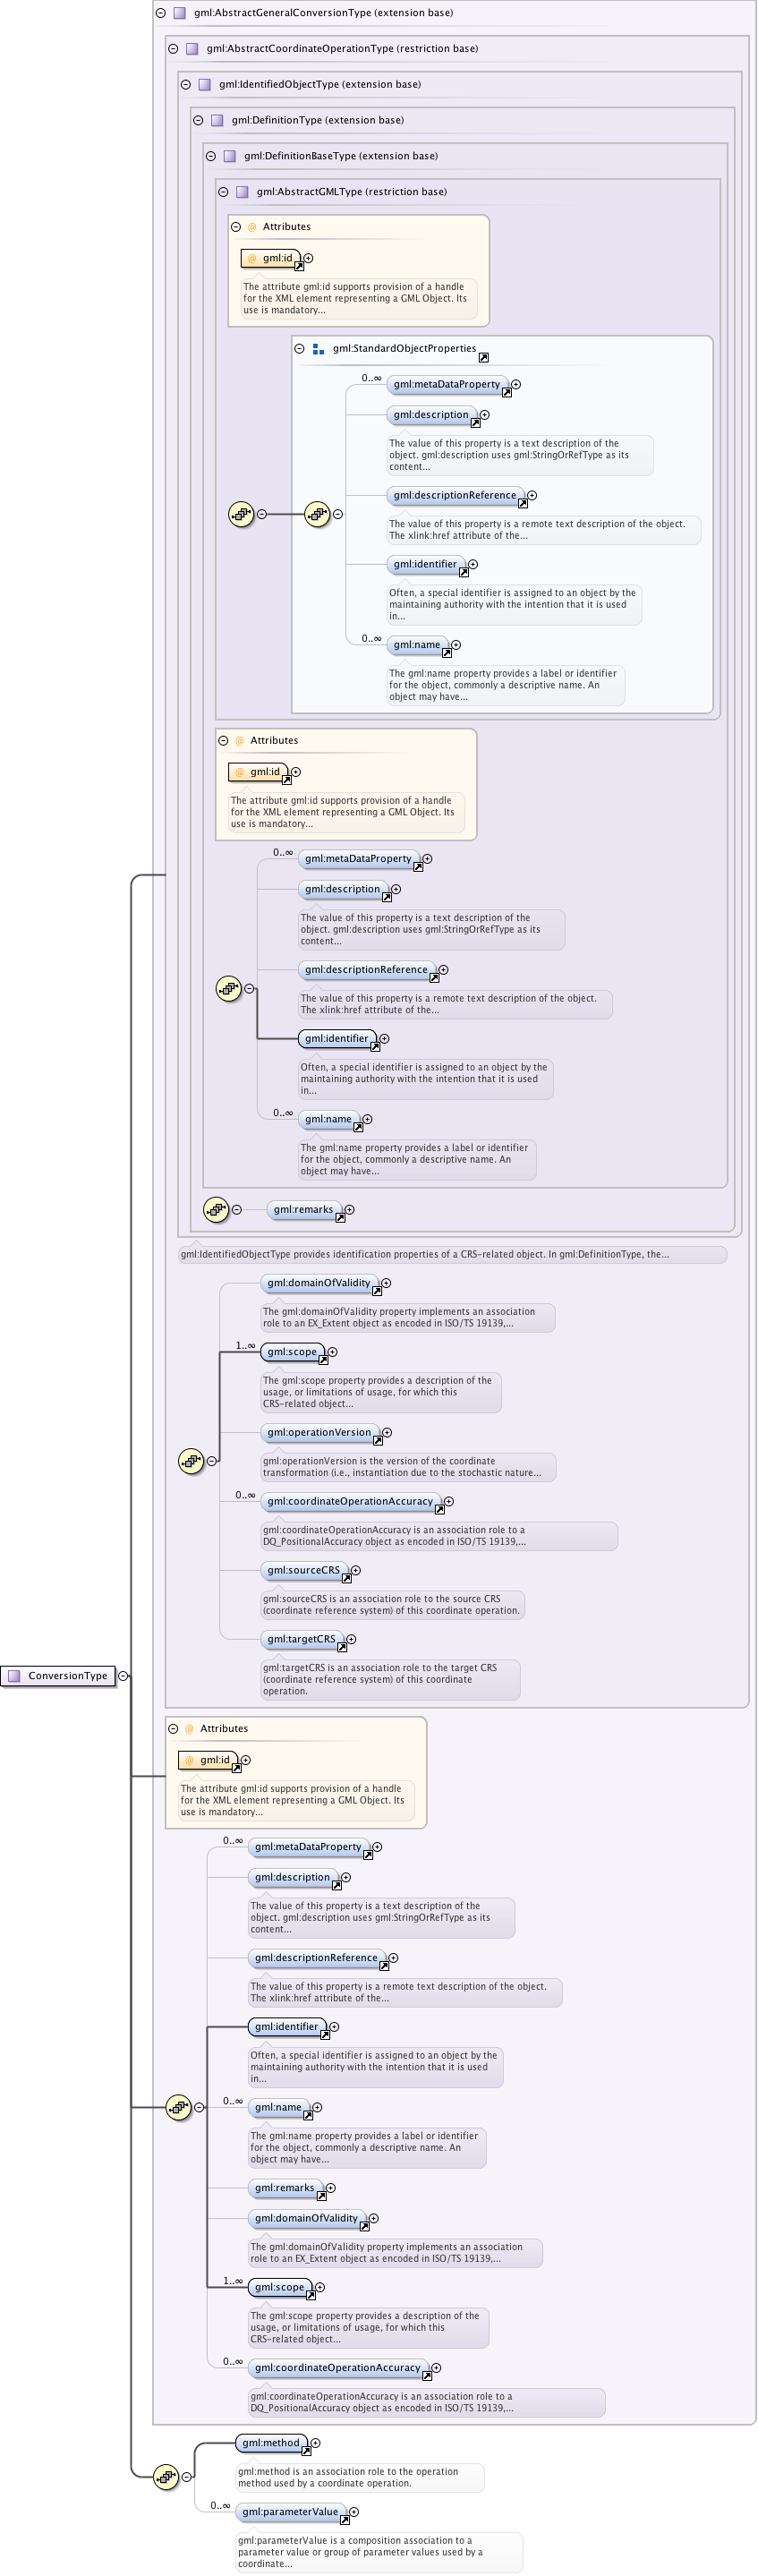 gml:AbstractGeneralConversionType (extension base)
gml:AbstractCoordinateOperationType (restriction base)
gml:IdentifiedObjectType (extension base)
gml:DefinitionType (extension base)
gml:DefinitionBaseType (extension base)
gml:AbstractGMLType (restriction base)
@ Attributes
@ gml:id
The attribute gml:id supports provision of a handle
for the XML element representing a GML Object. Its
use is mandatory...
gml:StandardObjectProperties
0..∞
gml:metaDataProperty
gml:description
The value of this property is a text description of the
object. gml:description uses gml:StringOrRefType as its
content...
gml:descriptionReference
The value of this property is a remote text description of the object.
The xlink:href attribute of the...
gml:identifier
Often, a special identifier is assigned to an object by the
maintaining authority with the intention that it is used
in...
0..∞
gml:name
The gml:name property provides a label or identifier
for the object, commonly a descriptive name. An
object may have...
@ Attributes
@ gml:id
The attribute gml:id supports provision of a handle
for the XML element representing a GML Object. Its
use is mandatory...
0..∞
gml:metaDataProperty
gml:description
The value of this property is a text description of the
object. gml:description uses gml:StringOrRefType as its
content...
gml:descriptionReference
The value of this property is a remote text description of the object.
The xlink:href attribute of the...
gml:identifier
Often, a special identifier is assigned to an object by the
maintaining authority with the intention that it is used
in...
0..∞
gml:name
The gml:name property provides a label or identifier
for the object, commonly a descriptive name. An
object may have...
gml:remarks
gml:IdentifiedObjectType provides identification properties of a CRS-related object. In gml:DefinitionType, the...
gml:domainOfValidity
The gml:domainOfValidity property implements an association
role to an EX_Extent object as encoded in ISO/TS 19139,...
1..∞
gml:scope
The gml:scope property provides a description of the
usage, or limitations of usage, for which this
CRS-related object...
gml:operationVersion
gml:operationVersion is the version of the coordinate
transformation (i.e., instantiation due to the stochastic nature...
0..∞
gml:coordinateOperationAccuracy
gml:coordinateOperationAccuracy is an association role to a
DQ_PositionalAccuracy object as encoded in ISO/TS 19139,...
gml:sourceCRS
gml:sourceCRS is an association role to the source CRS
(coordinate reference system) of this coordinate operation.
gml:targetCRS
gml:targetCRS is an association role to the target CRS
(coordinate reference system) of this coordinate
operation.
ConversionType
@ Attributes
@ gml:id
The attribute gml:id supports provision of a handle
for the XML element representing a GML Object. Its
use is mandatory...
0..∞
gml:metaDataProperty
gml:description
The value of this property is a text description of the
object. gml:description uses gml:StringOrRefType as its
content...
gml:descriptionReference
The value of this property is a remote text description of the object.
The xlink:href attribute of the...
gml:identifier
Often, a special identifier is assigned to an object by the
maintaining authority with the intention that it is used
in...
0..∞
gml:name
The gml:name property provides a label or identifier
for the object, commonly a descriptive name. An
object may have...
gml:remarks
gml:domainOfValidity
The gml:domainOfValidity property implements an association
role to an EX_Extent object as encoded in ISO/TS 19139,...
1..∞
gml:scope
The gml:scope property provides a description of the
usage, or limitations of usage, for which this
CRS-related object...
0..∞
gml:coordinateOperationAccuracy
gml:coordinateOperationAccuracy is an association role to a
DQ_PositionalAccuracy object as encoded in ISO/TS 19139,...
gml:method
gml:method is an association role to the operation
method used by a coordinate operation.
0..∞
gml:parameterValue
gml:parameterValue is a composition association to a
parameter value or group of parameter values used by a
coordinate...